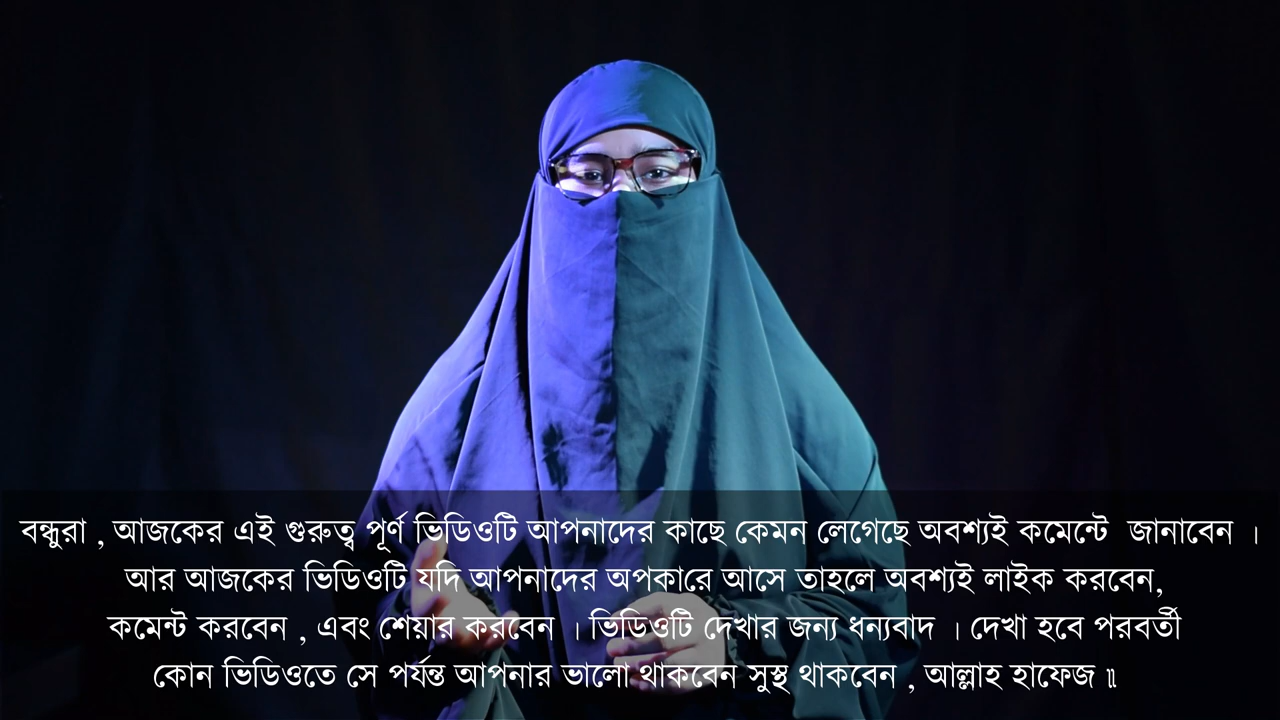 বন্ধুরা , আজকের এই গুরুত্ব পূর্ণ ভিডিওটি আপনাদের কাছে কেমন লেগেছে অবশ্যই কমেন্টে জানাবেন ।
আর আজকের ভিডিওটি যদি আপনাদের অপকারে আসে তাহলে অবশ্যই লাইক করবেন,
কমেন্ট করবেন , এবং শেয়ার করবেন । ভিডিওটি দেখার জন্য ধন্যবাদ । দেখা হবে পরবর্তী
কোন ভিডিওতে সে পর্যন্ত আপনার ভালো থাকবেন সুস্থ থাকবেন , আল্লাহ হাফেজ ॥